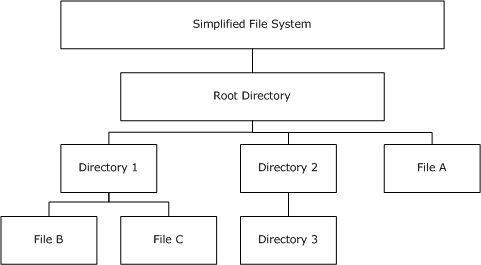 Simplified File System
Root Directory
Directory 1
Directory 2
File A
File B
File C
Directory 3